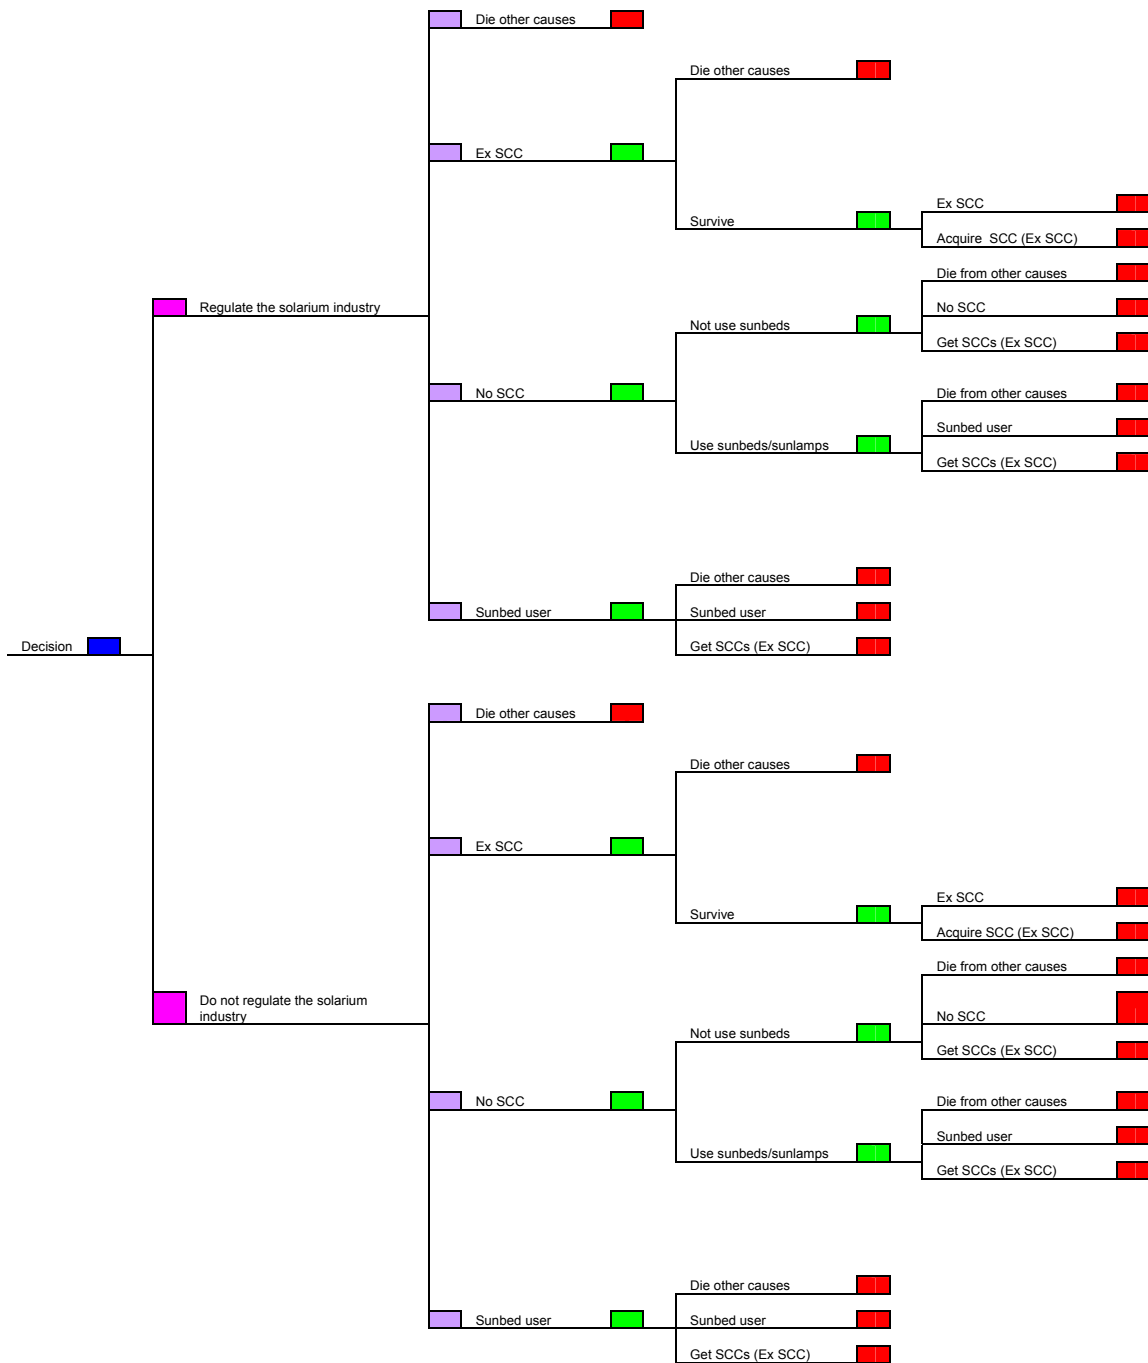 Die other causes
Die other causes
Ex SCC
Ex SCC
Survive
Acquire  SCC (Ex SCC)
Die from other causes
Regulate the solarium industry
No SCC
Not use sunbeds
Get SCCs (Ex SCC)
No SCC
Die from other causes
Sunbed user
Use sunbeds/sunlamps
Get SCCs (Ex SCC)
Die other causes
Sunbed user
Sunbed user
Decision
Get SCCs (Ex SCC)
Die other causes
Die other causes
Ex SCC
Ex SCC
Survive
Acquire SCC (Ex SCC)
Die from other causes
Do not regulate the solarium
industry
No SCC
Not use sunbeds
Get SCCs (Ex SCC)
No SCC
Die from other causes
Sunbed user
Use sunbeds/sunlamps
Get SCCs (Ex SCC)
Die other causes
Sunbed user
Sunbed user
Get SCCs (Ex SCC)